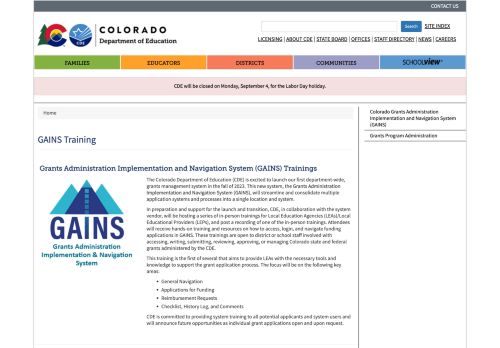 CONTACT US
COLORADO
Department of Education
CDE
Search
SITE INDEX
LICENSING | ABOUT CDE | STATE BOARD | OFFICES | STAFF DIRECTORY | NEWS | CAREERS
FAMILIES
EDUCATORS
DISTRICTS
COMMUNITIES
SCHOOLVIEW
CDE will be closed on Monday, September 4, for the Labor Day holiday.
Home
Colorado Grants Administration
Implementation and Navigation System
(GAINS)
Grants Program Administration
GAINS Training
Grants Administration Implementation and Navigation System (GAINS) Trainings
GAINS
Grants Administration
Implementation & Navigation
System
The Colorado Department of Education (CDE) is excited to launch our first department-wide,
grants management system in the fall of 2023. This new system, the Grants Administration
Implementation and Navigation System (GAINS), will streamline and consolidate multiple
application systems and processes into a single location and system.
In preparation and support for the launch and transition, CDE, in collaboration with the system
vendor, will be hosting a series of in-person trainings for Local Education Agencies (LEAs)/Local
Educational Providers (LEPs), and post a recording of one of the in-person trainings. Attendees
will receive hands-on training and resources on how to access, login, and navigate funding
applications in GAINS. These trainings are open to district or school staff involved with
accessing, writing, submitting, reviewing, approving, or managing Colorado state and federal
grants administered by the CDE.
This training is the first of several that aims to provide LEAs with the necessary tools and
knowledge to support the grant application process. The focus will be on the following key
areas:
• General Navigation
• Applications for Funding
• Reimbursement Requests
• Checklist, History Log, and Comments
CDE is committed to providing system training to all potential applicants and system users and
will announce future opportunities as individual grant applications open and upon request.